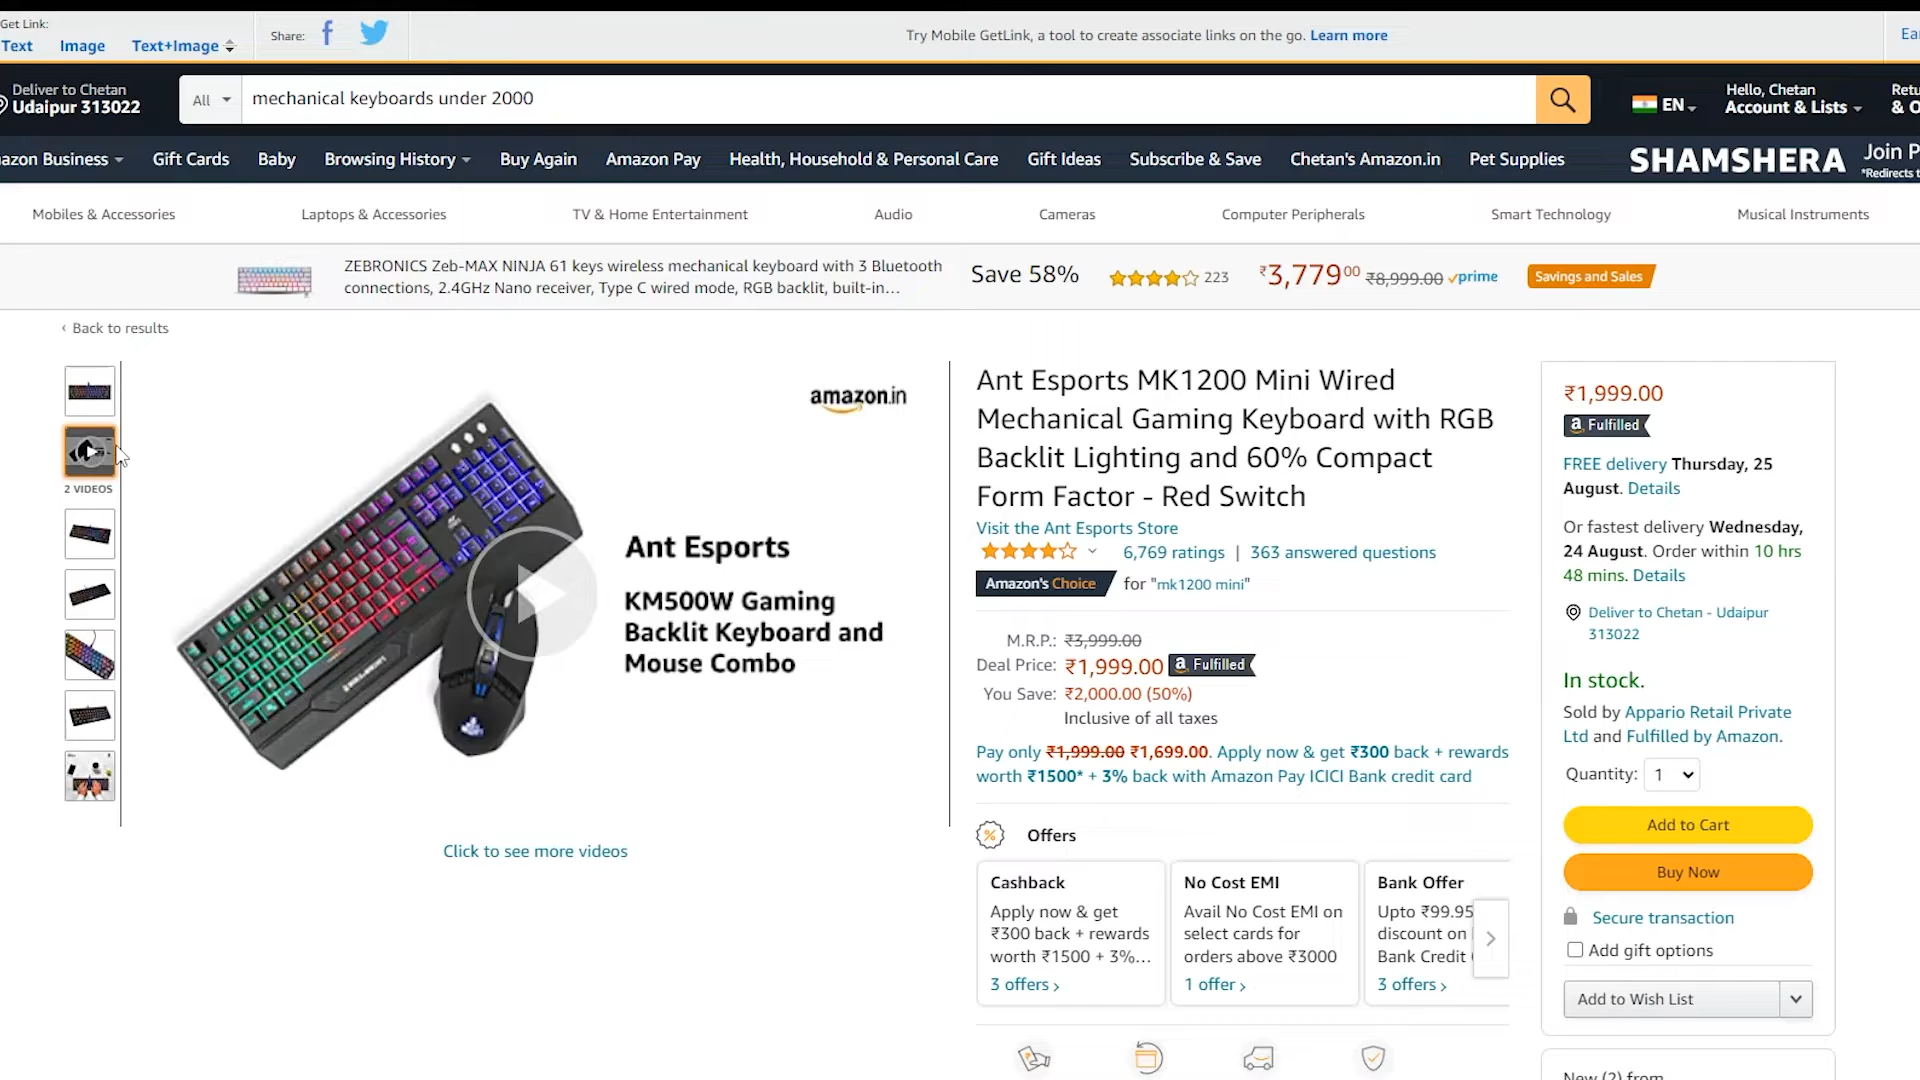 Get Link:
Text Image Text+Image
Share:
Try Mobile GetLink, a tool to create associate links on the go. Learn more
Deliver to Chetan
Udaipur 313022
All
mechanical keyboards under 2000
EN
Hello, Chetan
Account & Lists
azon Business
Gift Cards
Baby
Browsing History
Buy Again
Amazon Pay
Health, Household & Personal Care
Gift Ideas
Subscribe & Save
Chetan's Amazon.in
Pet Supplies
SHAMSHERA
Join P
*Redirects t
Mobiles & Accessories
Laptops & Accessories
TV & Home Entertainment
Audio
Cameras
Computer Peripherals
Smart Technology
Musical Instruments
ZEBRONICS Zeb-MAX NINJA 61 keys wireless mechanical keyboard with 3 Bluetooth
connections, 2.4GHz Nano receiver, Type C wired mode, RGB backlit, built-in...
Save 58%
223
₹3,77900 ₹8,999.00 prime
Savings and Sales
‹ Back to results
2 VIDEOS
amazon.in
Ant Esports
KM500W Gaming
Backlit Keyboard and
Mouse Combo
Click to see more videos
Ant Esports MK1200 Mini Wired
Mechanical Gaming Keyboard with RGB
Backlit Lighting and 60% Compact
Form Factor - Red Switch
Visit the Ant Esports Store
6,769 ratings | 363 answered questions
Amazon's Choice for "mk1200 mini"
M.R.P.: ₹3,999.00
Deal Price: ₹1,999.00 a Fulfilled
You Save: ₹2,000.00 (50%)
Inclusive of all taxes
Pay only ₹1,999.00 ₹1,699.00. Apply now & get ₹300 back + rewards
worth ₹1500* + 3% back with Amazon Pay ICICI Bank credit card
% Offers
Cashback
Apply now & get
₹300 back + rewards
worth ₹1500 + 3%...
3 offers ›
No Cost EMI
Avail No Cost EMI on
select cards for
orders above ₹3000
1 offer ›
Bank Offer
Upto ₹99.95
discount on
Bank Credit
3 offers ›
₹1,999.00
a Fulfilled
FREE delivery Thursday, 25
August. Details
Or fastest delivery Wednesday,
24 August. Order within 10 hrs
48 mins. Details
Deliver to Chetan - Udaipur
313022
In stock.
Sold by Appario Retail Private
Ltd and Fulfilled by Amazon.
Quantity: 1
Add to Cart
Buy Now
Secure transaction
Add gift options
Add to Wish List
New (2) from